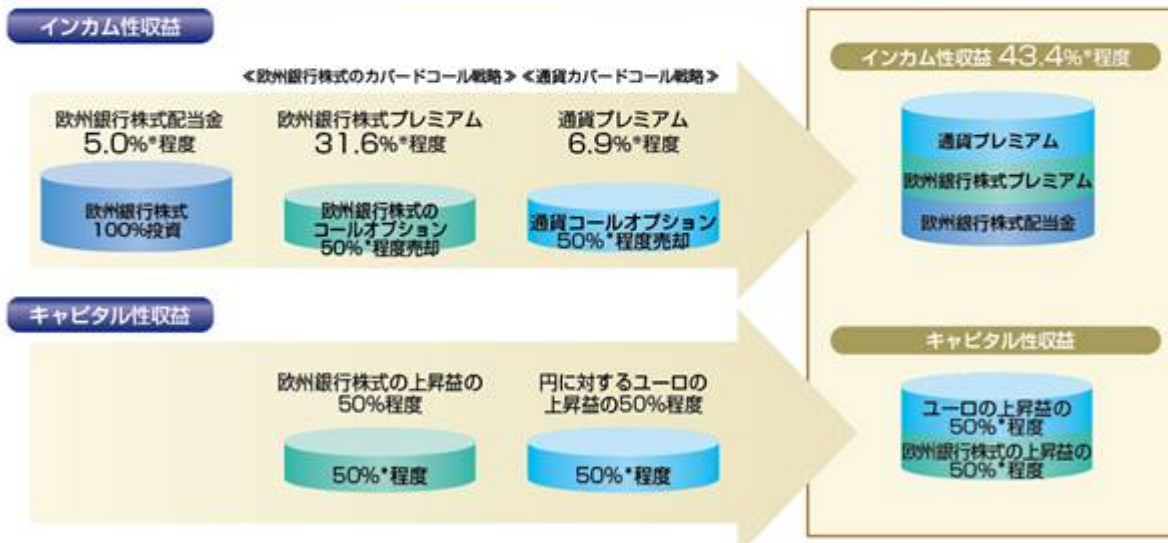 インカム性収益
≪欧州銀行株式のカバードコール戦略≫ ≪通貨カバードコール戦略≫
欧州銀行株式配当金
5.0%*程度
欧州銀行株式
100%投資
欧州銀行株式プレミアム
31.6%*程度
欧州銀行株式の
コールオプション
50%*程度売却
通貨プレミアム
6.9%*程度
通貨コールオプション
50%*程度売却
インカム性収益 43.4%*程度
通貨プレミアム
欧州銀行株式プレミアム
欧州銀行株式配当金
キャピタル性収益
欧州銀行株式の上昇益の
50%程度
50%*程度
円に対するユーロの
上昇益の50%程度
50%*程度
キャピタル性収益
ユーロの上昇益の
50%*程度
欧州銀行株式の上昇益の
50%*程度